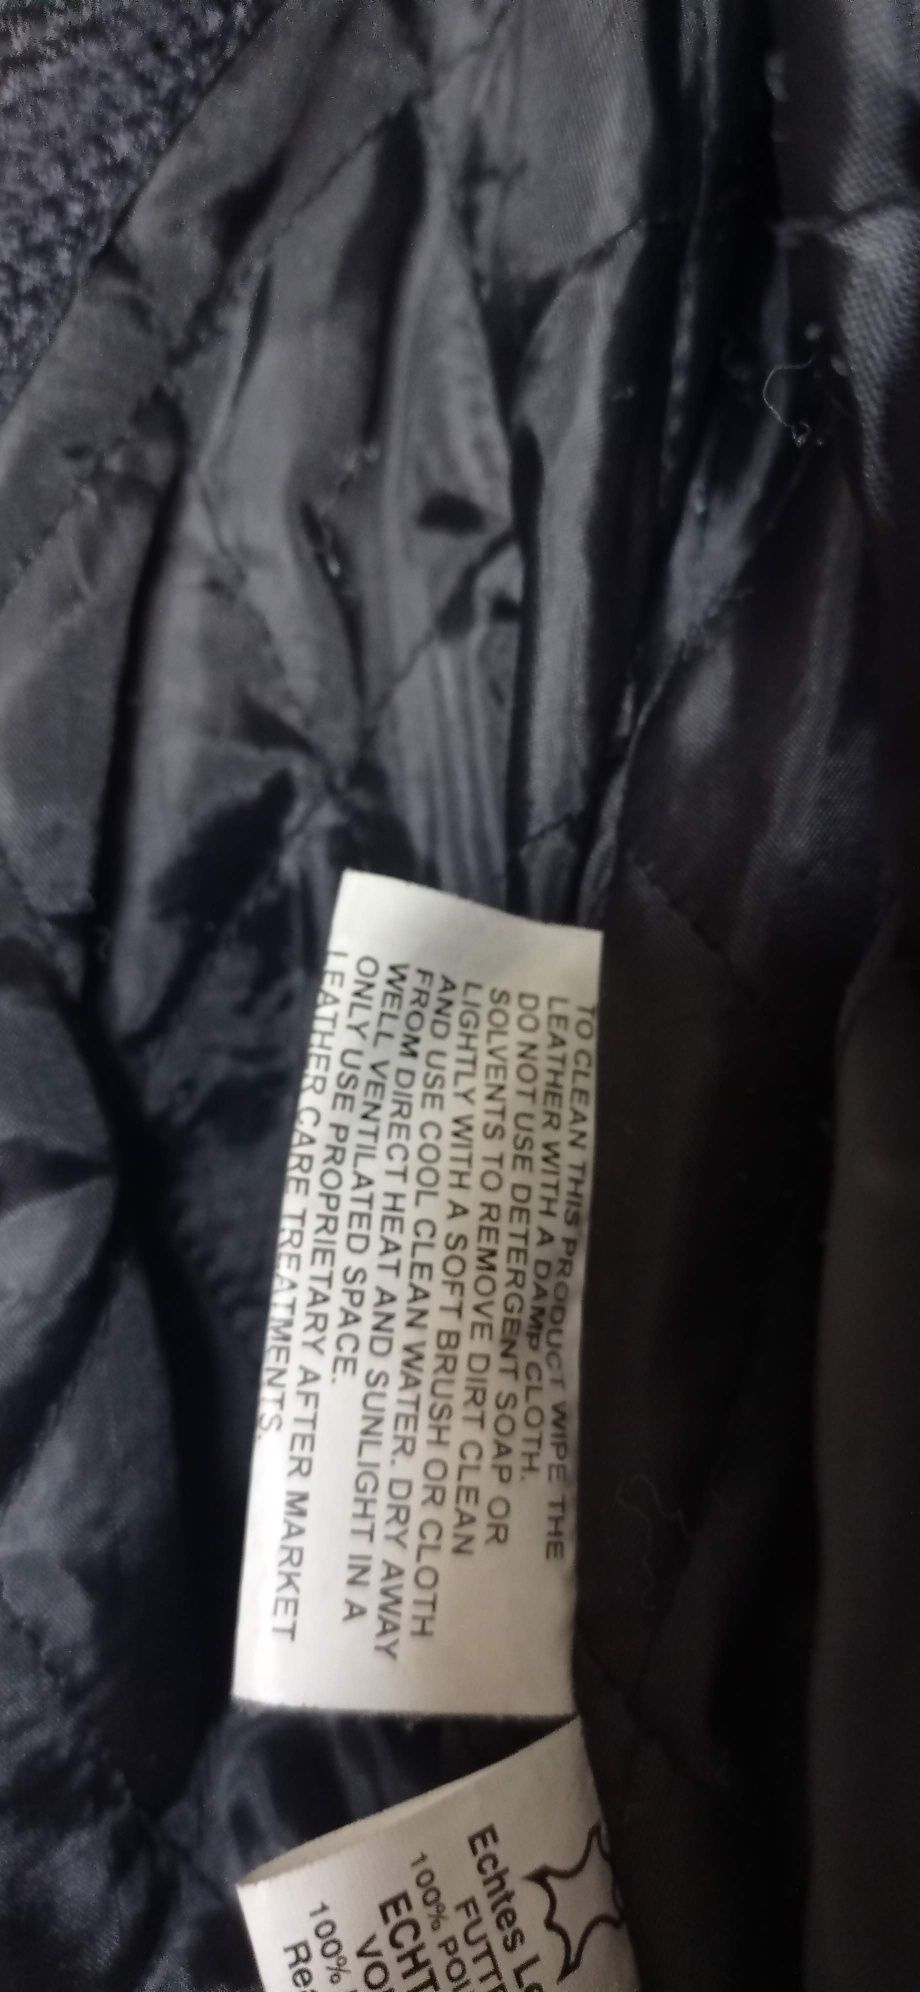 TO CLEAN THIS PRODUCT WIPE THE
LEATHER WITH A DAMP CLOTH.
DO NOT USE DETERGENT SOAP OR
SOLVENTS TO REMOVE DIRT CLEAN
LIGHTLY WITH A SOFT BRUSH OR CLOTH
AND USE COOL CLEAN WATER. DRY AWAY
FROM DIRECT HEAT AND SUNLIGHT IN A
WELL VENTILATED SPACE.
ONLY USE PROPRIETARY AFTER MARKET
LEATHER CARE TREATMENTS.
Echtes
100%
100%